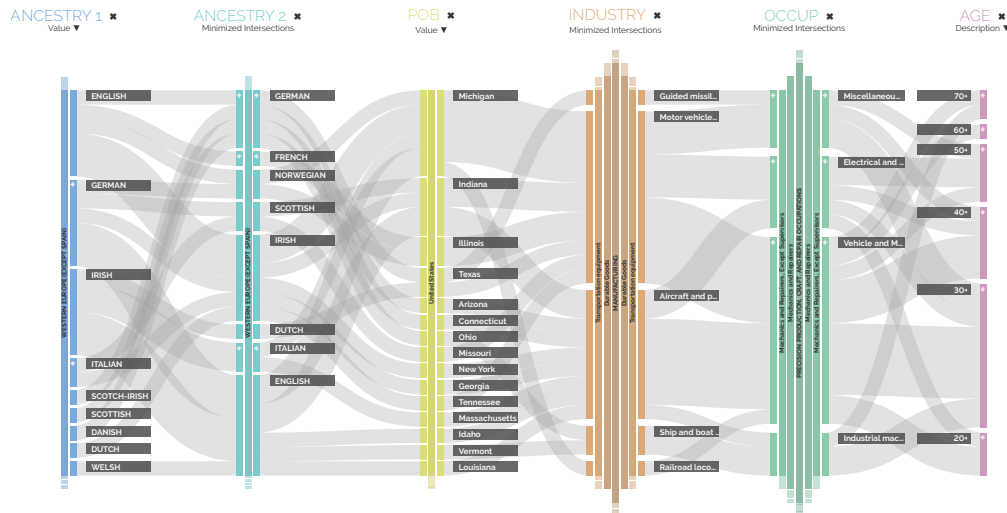 ANCESTRY 1 ✖
Value ▼
ANCESTRY 2 ✖
Minimized Intersections
POB ✖
Value ▼
INDUSTRY ✖
Minimized Intersections
OCCUP ✖
Minimized Intersections
AGE ✖
Description ▼
WESTERN EUROPE (EXCEPT SPAIN)
ENGLISH
GERMAN
IRISH
ITALIAN
SCOTCH-IRISH
SCOTTISH
DANISH
DUTCH
WELSH
WESTERN EUROPE (EXCEPT SPAIN)
GERMAN
FRENCH
NORWEGIAN
SCOTTISH
IRISH
DUTCH
ITALIAN
ENGLISH
United States
Michigan
Indiana
Illinois
Texas
Arizona
Connecticut
Ohio
Missouri
New York
Georgia
Tennessee
Massachusetts
Idaho
Vermont
Louisiana
Transportation equipment
Durable Goods
MANUFACTURING
Durable Goods
Transportation equipment
Guided missil...
Motor vehicle...
Aircraft and p...
Ship and boat ...
Railroad loco...
Mechanics and Repairers, Except Supervisors
Mechanics and Repairers
PRECISION PRODUCTION, CRAFT, AND REPAIR OCCUPATIONS
Mechanics and Repairers
Mechanics and Repairers, Except Supervisors
Miscellaneou...
Electrical and ...
Vehicle and M...
Industrial mac...
70+
60+
50+
40+
30+
20+